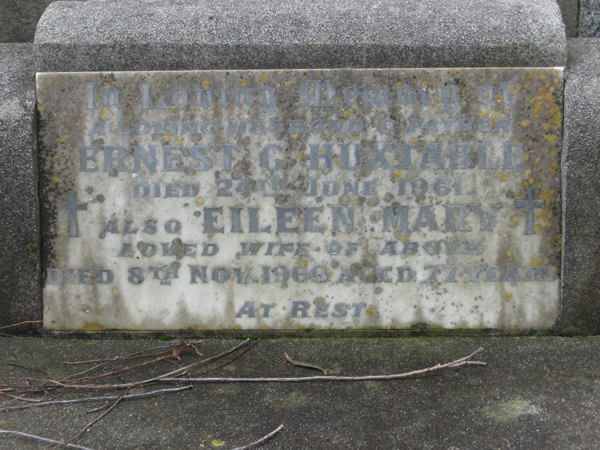 In Loving Memory of
A LOVING HUSBAND & FATHER
ERNEST G. HUXTABLE
DIED 24TH JUNE 1961
ALSO EILEEN MARY
LOVED WIFE OF ABOVE
DIED 8TH NOV. 1966 AGED 77 YEARS
AT REST